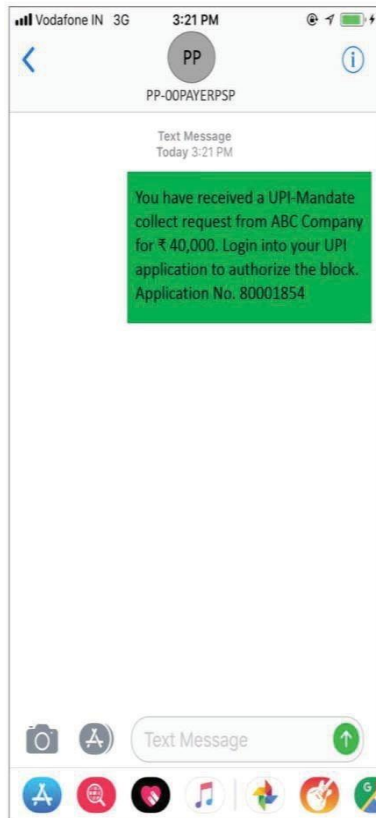 Vodafone IN 3G 3:21 PM
PP
PP-00PAYERPSP
Text Message
Today 3:21 PM
You have received a UPI-Mandate
collect request from ABC Company
for ₹ 40,000. Login into your UPI
application to authorize the block.
Application No. 80001854
Text Message